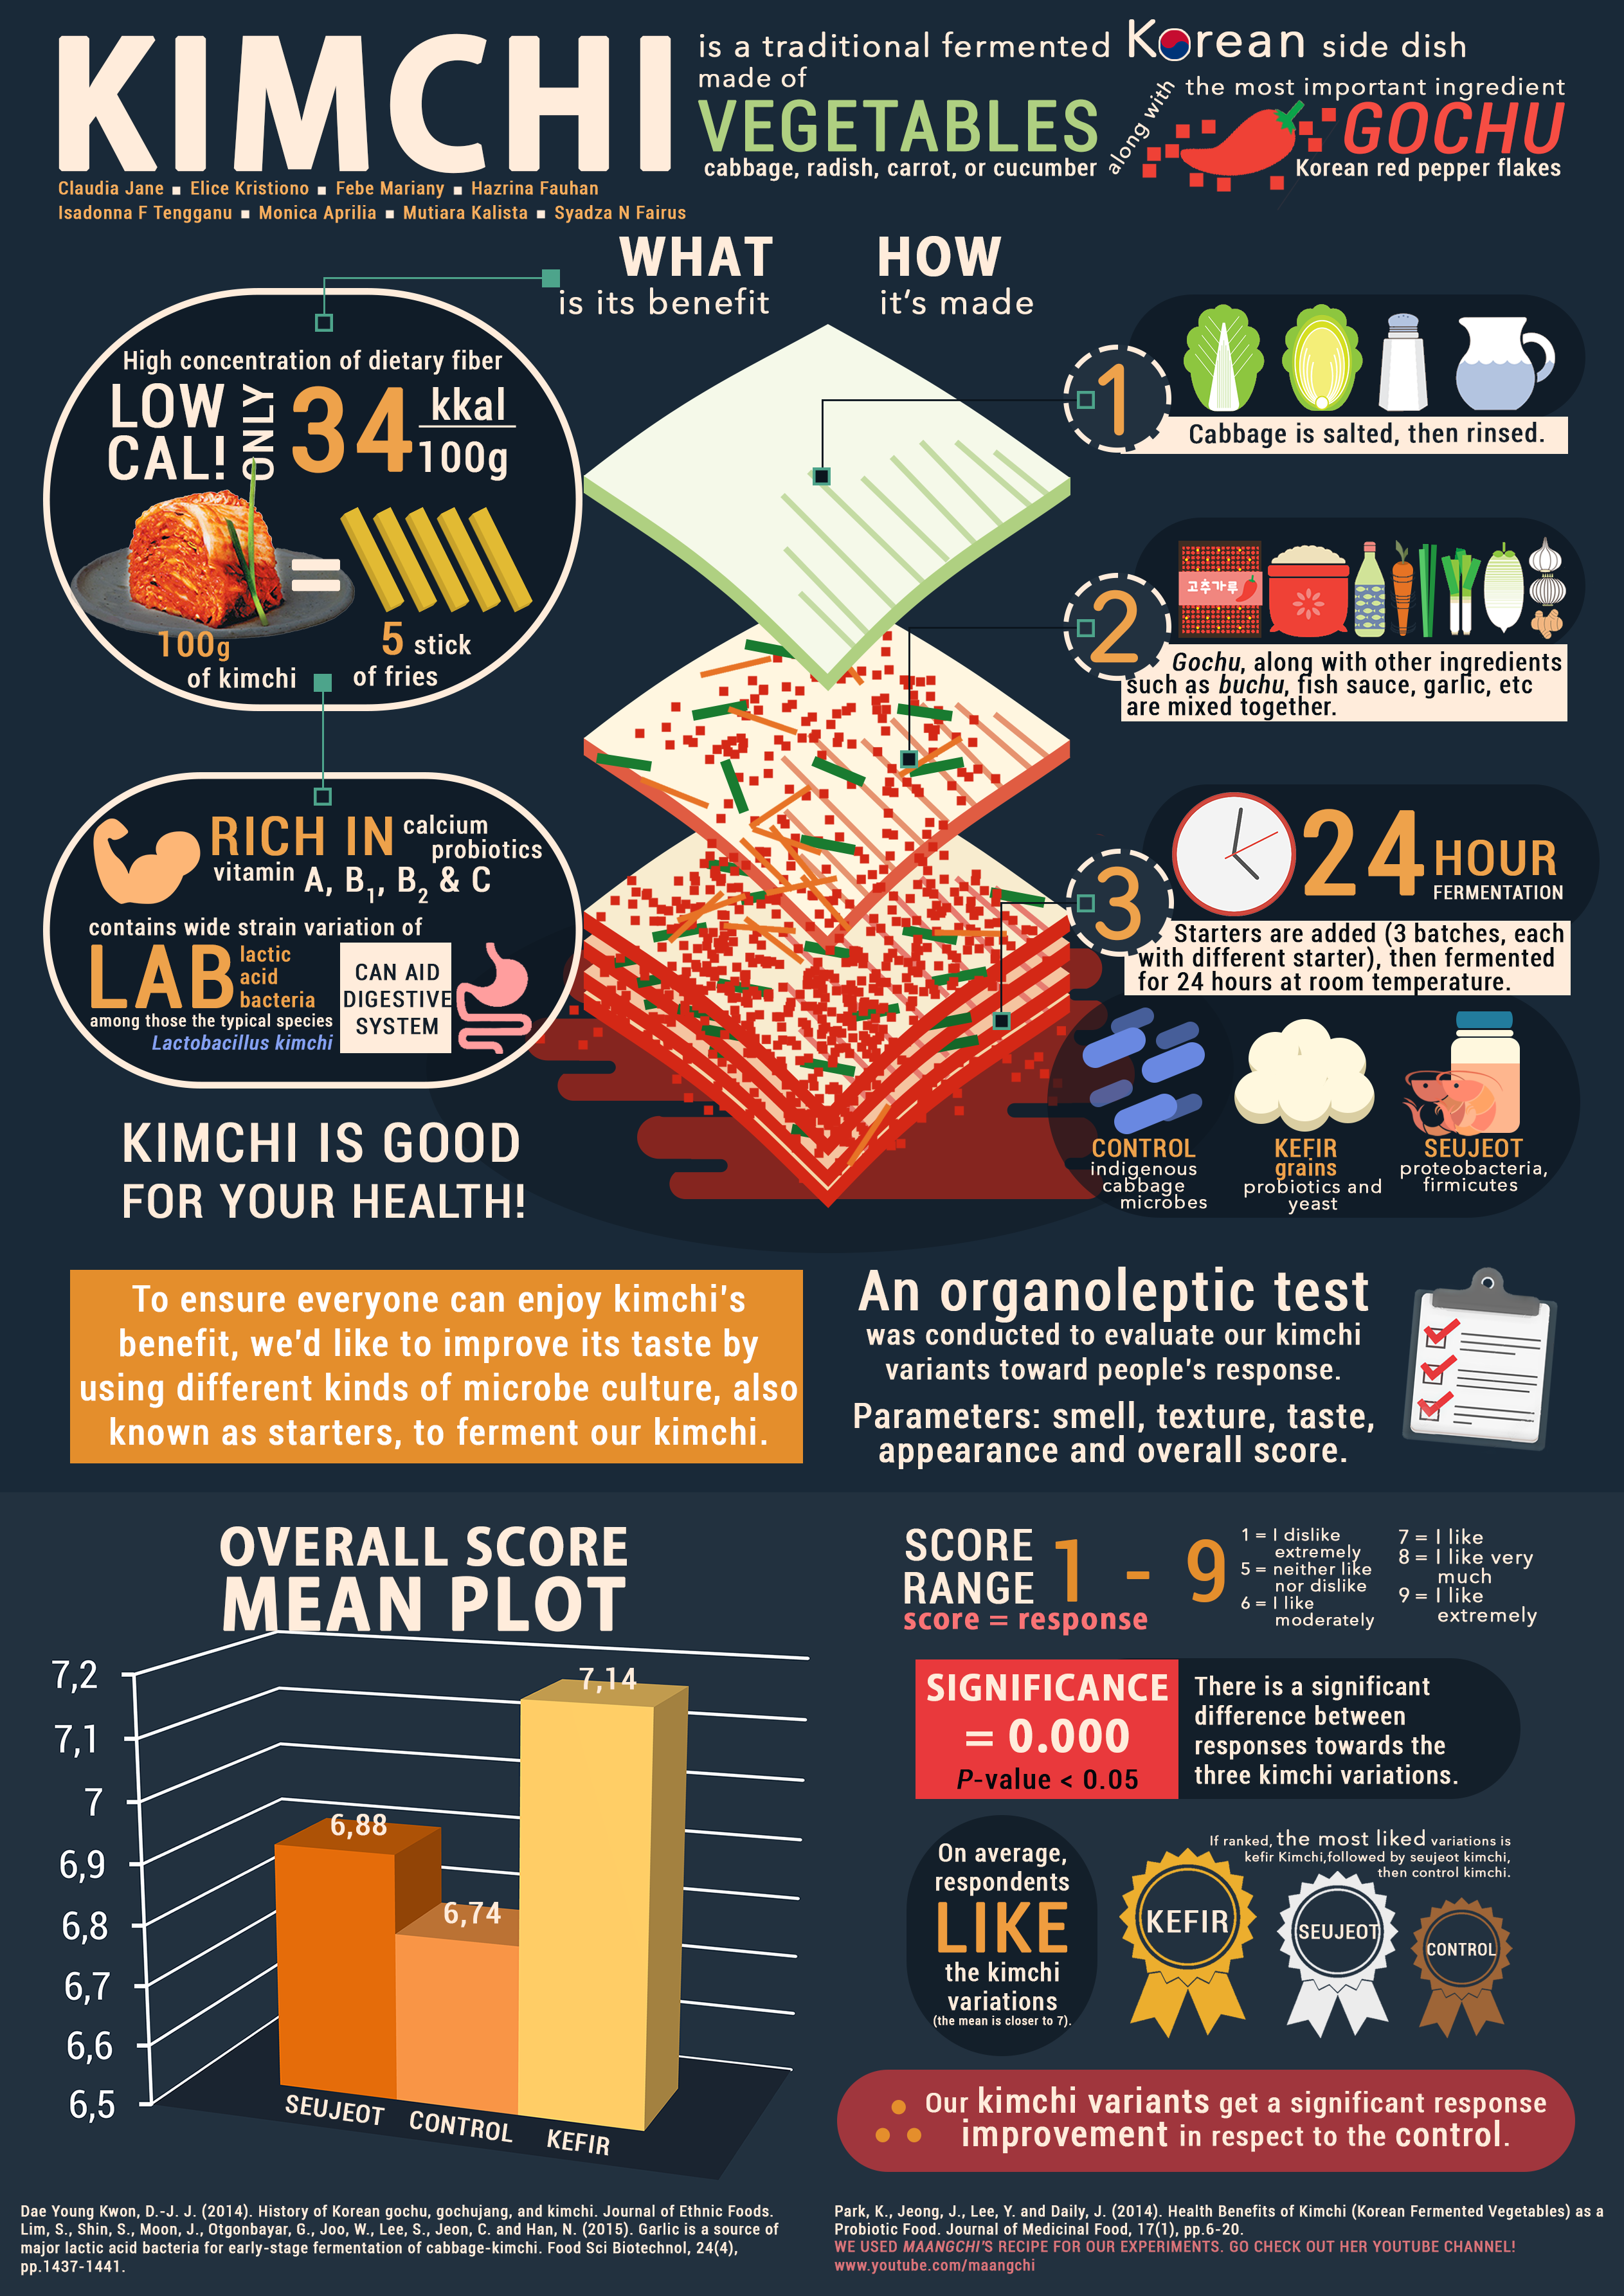 KIMCHI
is a traditional fermented Korean side dish
made of
VEGETABLES
cabbage, radish, carrot, or cucumber
along with
the most important ingredient
GOCHU
Korean red pepper flakes
Claudia Jane ■ Elice Kristiono ■ Febe Mariany ■ Hazrina Fauhan
Isadonna F Tengganu ■ Monica Aprilia ■ Mutiara Kalista ■ Syadza N Fairus
WHAT
is its benefit
HOW
it's made
High concentration of dietary fiber
LOW
CAL!
ONLY
34
kkal
100g
100g
of kimchi
=
5 stick
of fries
RICH IN
calcium
probiotics
vitamin A, B1, B2 & C
contains wide strain variation of
LAB
lactic
acid
bacteria
among those the typical species
Lactobacillus kimchi
CAN AID
DIGESTIVE
SYSTEM
KIMCHI IS GOOD
FOR YOUR HEALTH!
1
Cabbage is salted, then rinsed.
2
고추가루
Gochu, along with other ingredients
such as buchu, fish sauce, garlic, etc
are mixed together.
3
24 HOUR
FERMENTATION
Starters are added (3 batches, each
with different starter), then fermented
for 24 hours at room temperature.
CONTROL
indigenous
cabbage
microbes
KEFIR
grains
probiotics and
yeast
SEUJEOT
proteobacteria,
firmicutes
To ensure everyone can enjoy kimchi's
benefit, we'd like to improve its taste by
using different kinds of microbe culture, also
known as starters, to ferment our kimchi.
An organoleptic test
was conducted to evaluate our kimchi
variants toward people's response.
Parameters: smell, texture, taste,
appearance and overall score.
OVERALL SCORE
MEAN PLOT
7,2
7,1
7
6,9
6,8
6,7
6,6
6,5
6,88
6,74
7,14
SEUJEOT
CONTROL
KEFIR
SCORE
RANGE
1 - 9
score = response
1 = I dislike
extremely
5 = neither like
nor dislike
6 = I like
moderately
7 = I like
8 = I like very
much
9 = I like
extremely
SIGNIFICANCE
= 0.000
P-value < 0.05
There is a significant
difference between
responses towards the
three kimchi variations.
On average,
respondents
LIKE
the kimchi
variations
(the mean is closer to 7).
If ranked, the most liked variations is
kefir Kimchi,followed by seujeot kimchi,
then control kimchi.
KEFIR
SEUJEOT
CONTROL
Our kimchi variants get a significant response
improvement in respect to the control.
Dae Young Kwon, D.-J. J. (2014). History of Korean gochu, gochujang, and kimchi. Journal of Ethnic Foods.
Lim, S., Shin, S., Moon, J., Otgonbayar, G., Joo, W., Lee, S., Jeon, C. and Han, N. (2015). Garlic is a source of
major lactic acid bacteria for early-stage fermentation of cabbage-kimchi. Food Sci Biotechnol, 24(4),
pp.1437-1441.
Park, K., Jeong, J., Lee, Y. and Daily, J. (2014). Health Benefits of Kimchi (Korean Fermented Vegetables) as a
Probiotic Food. Journal of Medicinal Food, 17(1), pp.6-20.
WE USED MAANGCHI'S RECIPE FOR OUR EXPERIMENTS. GO CHECK OUT HER YOUTUBE CHANNEL!
www.youtube.com/maangchi